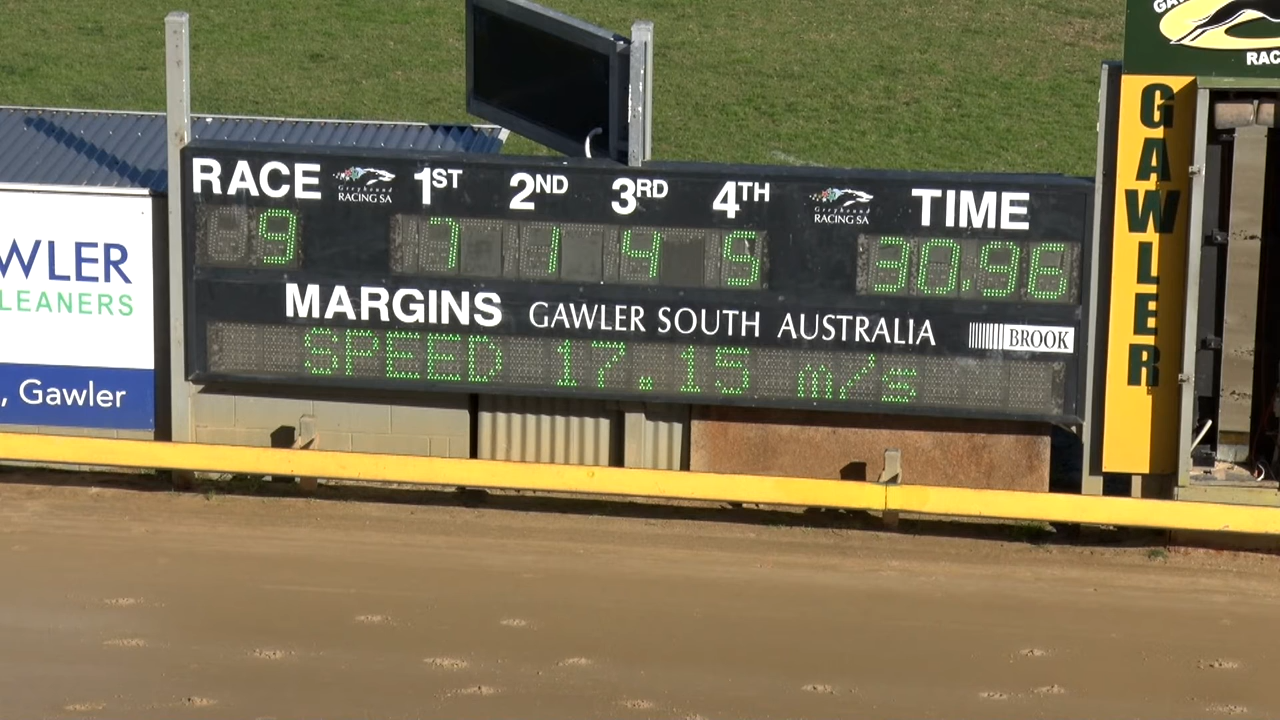 RACE 1ST 2ND 3RD 4TH TIME
Greyhound RACING SA
Greyhound RACING SA
9 7 1 4 5 30.96
MARGINS GAWLER SOUTH AUSTRALIA BROOK
SPEED 17.15 m/s
WLER
LEANERS
, Gawler
GAWLER
RAC